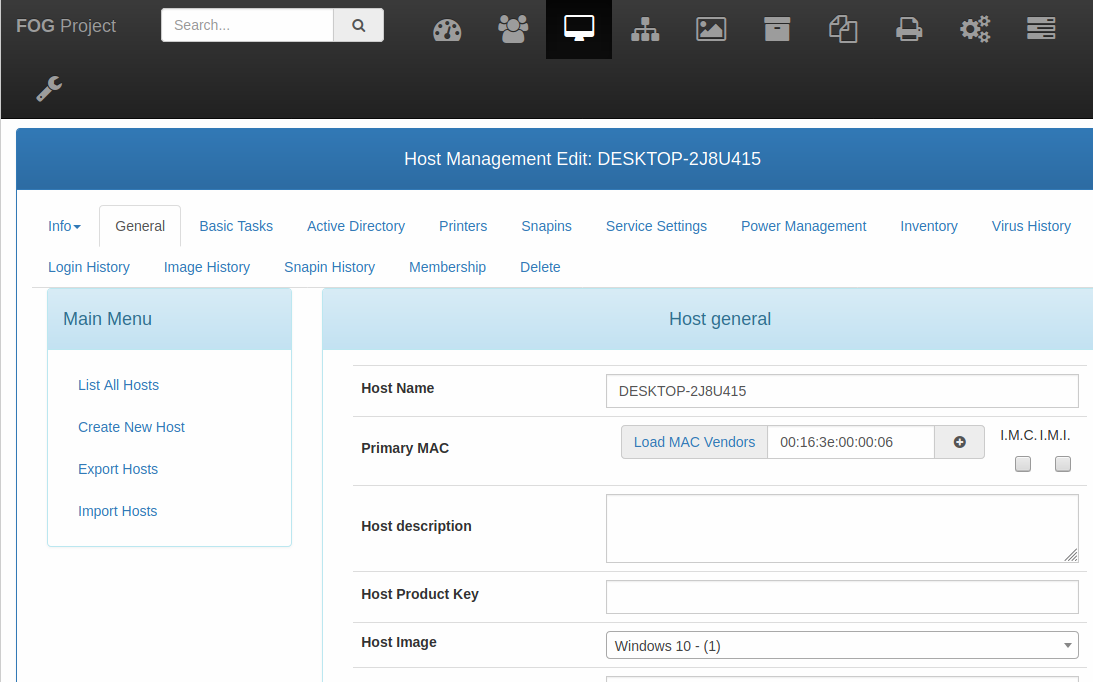 FOG Project
Search...
Host Management Edit: DESKTOP-2J8U415
Info General Basic Tasks Active Directory Printers Snapins Service Settings Power Management Inventory Virus History
Login History Image History Snapin History Membership Delete
Main Menu
List All Hosts
Create New Host
Export Hosts
Import Hosts
Host general
Host Name DESKTOP-2J8U415
Primary MAC Load MAC Vendors 00:16:3e:00:00:06 I.M.C. I.M.I.
Host description
Host Product Key
Host Image Windows 10 - (1)